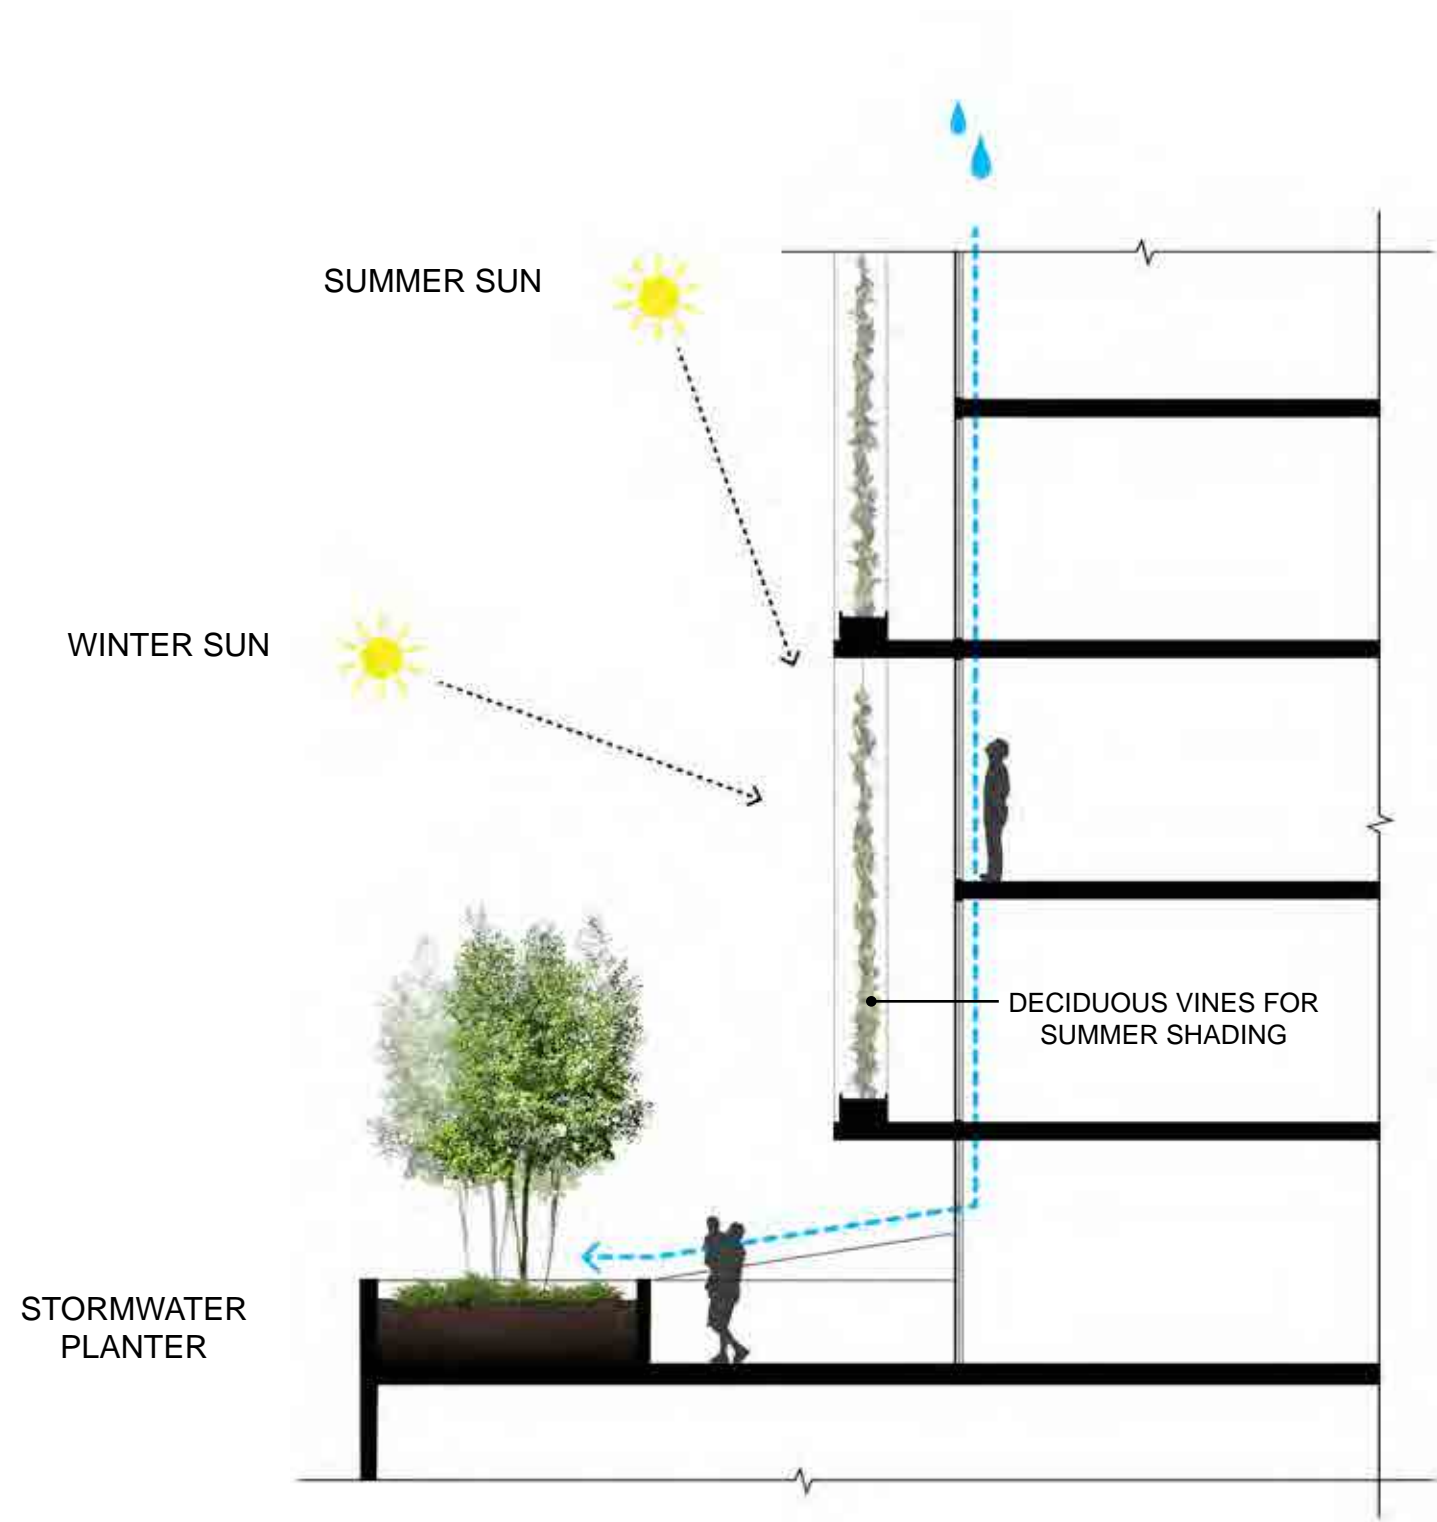 SUMMER SUN
WINTER SUN
DECIDUOUS VINES FOR
SUMMER SHADING
STORMWATER
PLANTER